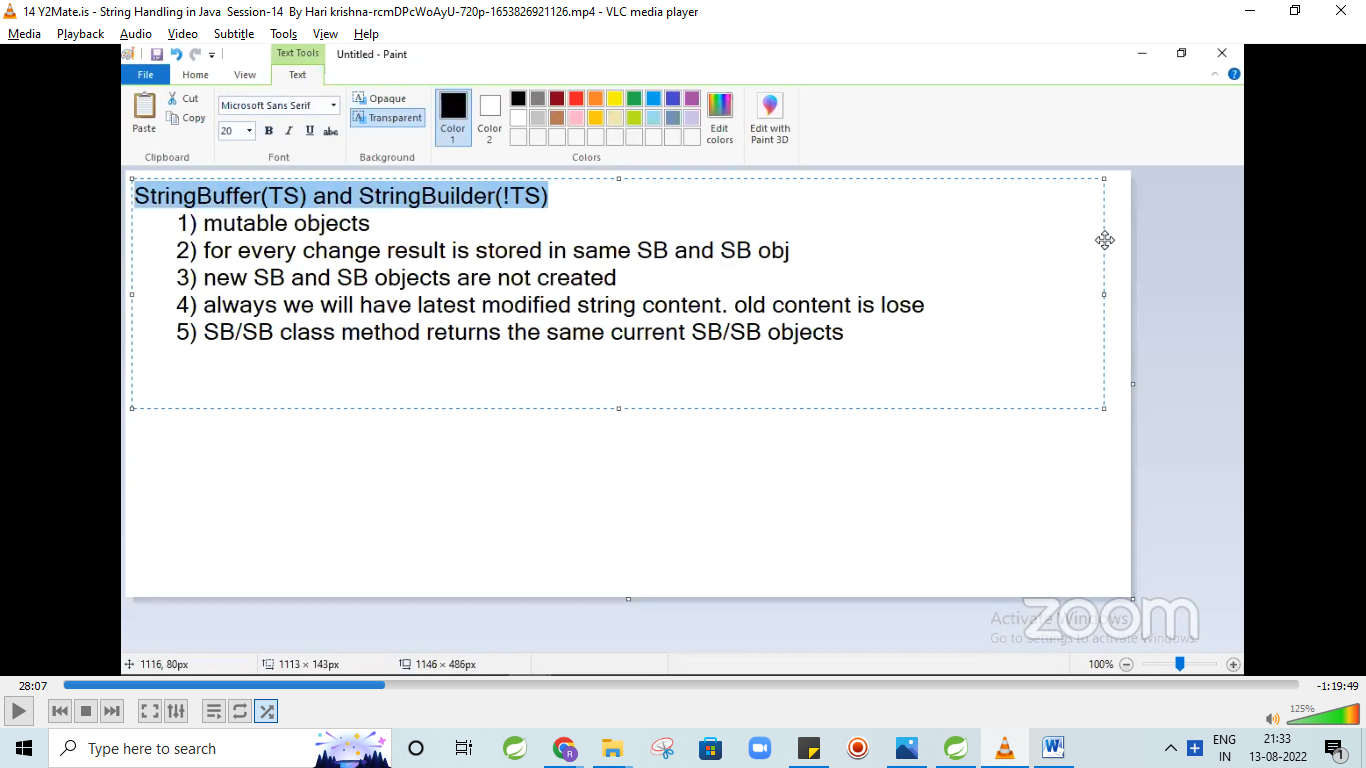 14 Y2Mate.is - String Handling in Java  Session-14  By Hari krishna-rcmDPcWoAyU-720p-1653826921126.mp4 - VLC media player
Media Playback Audio Video Subtitle Tools View Help
Text Tools Untitled - Paint
File Home View Text
Paste Cut Copy Clipboard
Microsoft Sans Serif
20 B I U abc
Font
Opaque
Transparent
Background
Color 1
Color 2
Edit colors
Colors
Edit with Paint 3D
StringBuffer(TS) and StringBuilder(!TS)
1) mutable objects
2) for every change result is stored in same SB and SB obj
3) new SB and SB objects are not created
4) always we will have latest modified string content. old content is lose
5) SB/SB class method returns the same current SB/SB objects
Activate Windows
Go to Settings to activate Windows.
zoom
1116, 80px 1113 × 143px 1146 × 486px 100%
28:07 -1:19:49
125%
Type here to search
ENG
IN
21:33
13-08-2022
1